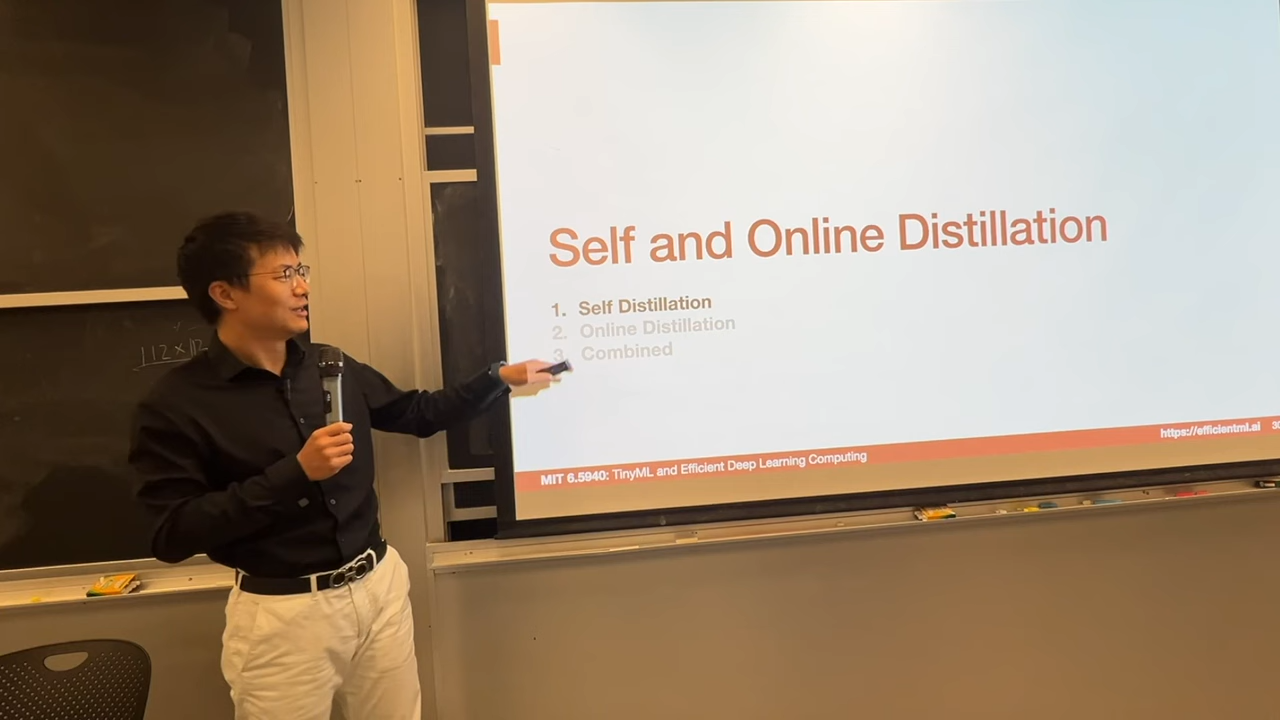 Self and Online Distillation
1. Self Distillation
2. Online Distillation
3. Combined
https://efficientml.ai
MIT 6.5940: TinyML and Efficient Deep Learning Computing
112x112